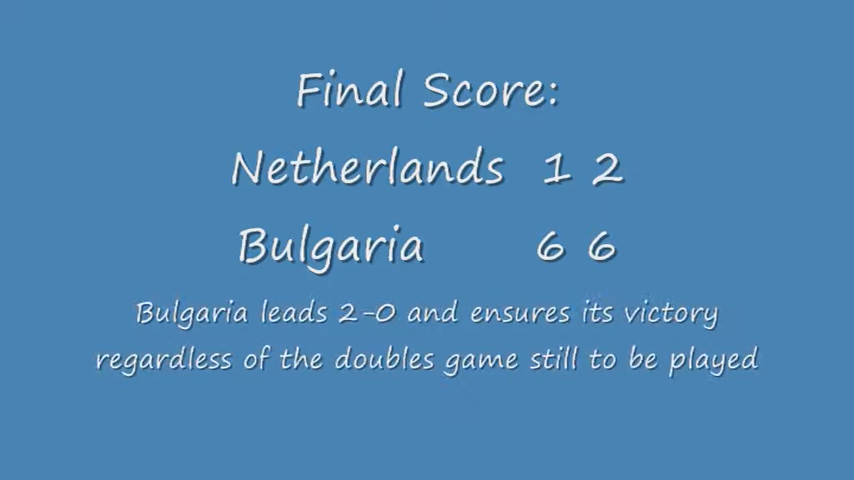 Final Score:
Netherlands 1 2
Bulgaria 6 6
Bulgaria leads 2-0 and ensures its victory
regardless of the doubles game still to be played